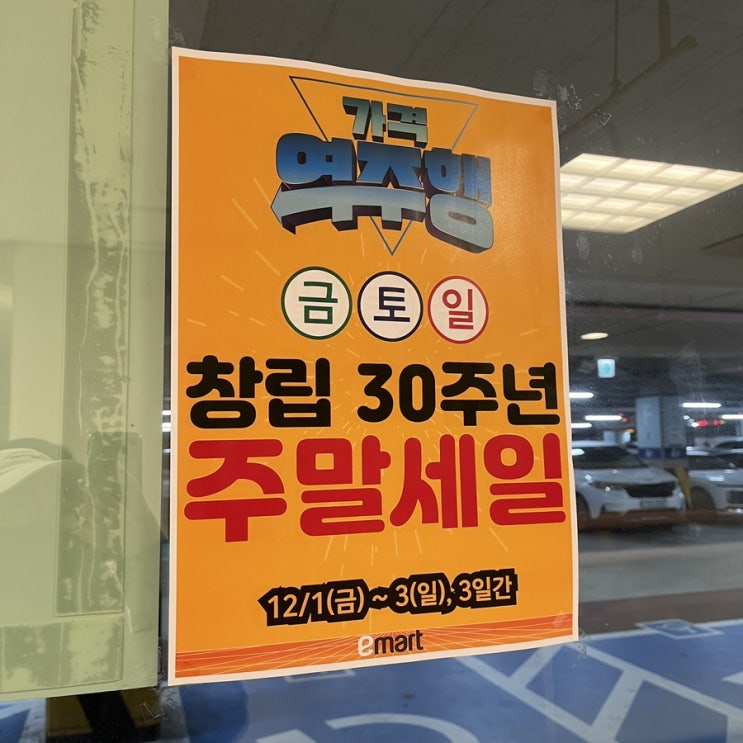 가격
역주행
금 토 일
창립 30주년
주말세일
12/1(금) ~ 3(일), 3일간
emart